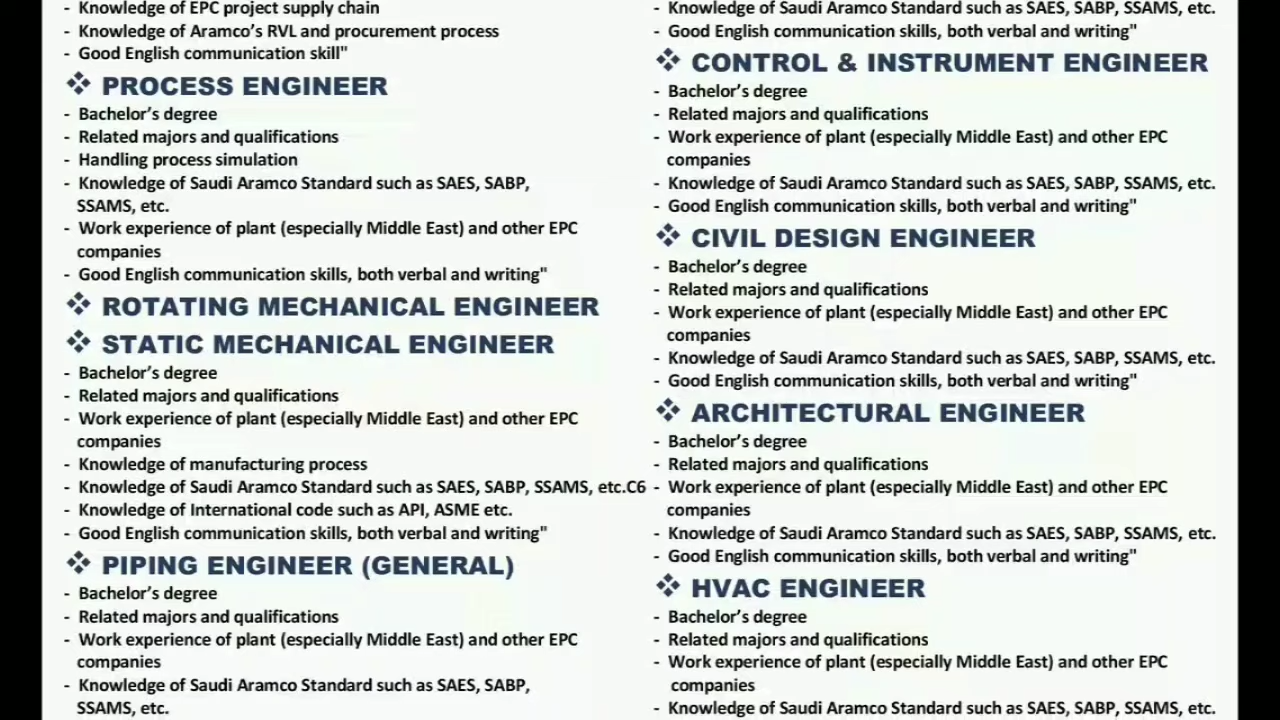 - Knowledge of EPC project supply chain
- Knowledge of Aramco's RVL and procurement process
- Good English communication skill"
❖ PROCESS ENGINEER
- Bachelor's degree
- Related majors and qualifications
- Handling process simulation
- Knowledge of Saudi Aramco Standard such as SAES, SABP,
SSAMS, etc.
- Work experience of plant (especially Middle East) and other EPC
companies
- Good English communication skills, both verbal and writing"
❖ ROTATING MECHANICAL ENGINEER
❖ STATIC MECHANICAL ENGINEER
- Bachelor's degree
- Related majors and qualifications
- Work experience of plant (especially Middle East) and other EPC
companies
- Knowledge of manufacturing process
- Knowledge of Saudi Aramco Standard such as SAES, SABP, SSAMS, etc.C6
- Knowledge of International code such as API, ASME etc.
- Good English communication skills, both verbal and writing"
❖ PIPING ENGINEER (GENERAL)
- Bachelor's degree
- Related majors and qualifications
- Work experience of plant (especially Middle East) and other EPC
companies
- Knowledge of Saudi Aramco Standard such as SAES, SABP,
SSAMS, etc.
- Knowledge of Saudi Aramco Standard such as SAES, SABP, SSAMS, etc.
- Good English communication skills, both verbal and writing"
❖ CONTROL & INSTRUMENT ENGINEER
- Bachelor's degree
- Related majors and qualifications
- Work experience of plant (especially Middle East) and other EPC
companies
- Knowledge of Saudi Aramco Standard such as SAES, SABP, SSAMS, etc.
- Good English communication skills, both verbal and writing"
❖ CIVIL DESIGN ENGINEER
- Bachelor's degree
- Related majors and qualifications
- Work experience of plant (especially Middle East) and other EPC
companies
- Knowledge of Saudi Aramco Standard such as SAES, SABP, SSAMS, etc.
- Good English communication skills, both verbal and writing"
❖ ARCHITECTURAL ENGINEER
- Bachelor's degree
- Related majors and qualifications
- Work experience of plant (especially Middle East) and other EPC
companies
- Knowledge of Saudi Aramco Standard such as SAES, SABP, SSAMS, etc.
- Good English communication skills, both verbal and writing"
❖ HVAC ENGINEER
- Bachelor's degree
- Related majors and qualifications
- Work experience of plant (especially Middle East) and other EPC
companies
- Knowledge of Saudi Aramco Standard such as SAES, SABP, SSAMS, etc.